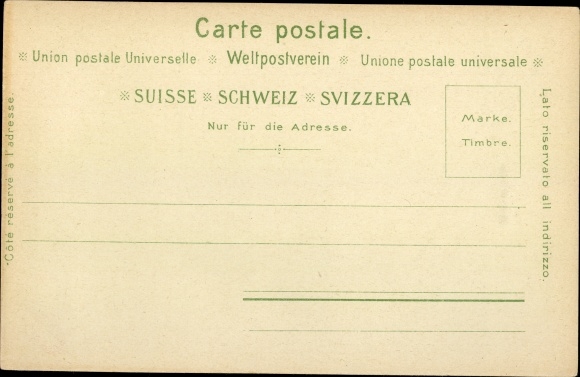 Carte postale.
※ Union postale Universelle ※ Weltpostverein ※ Unione postale universale ※
※ SUISSE ※ SCHWEIZ ※ SVIZZERA
Nur für die Adresse.
Marke.
Timbre.
Côté réservé à l'adresse
Lato riservato all indirizzo.